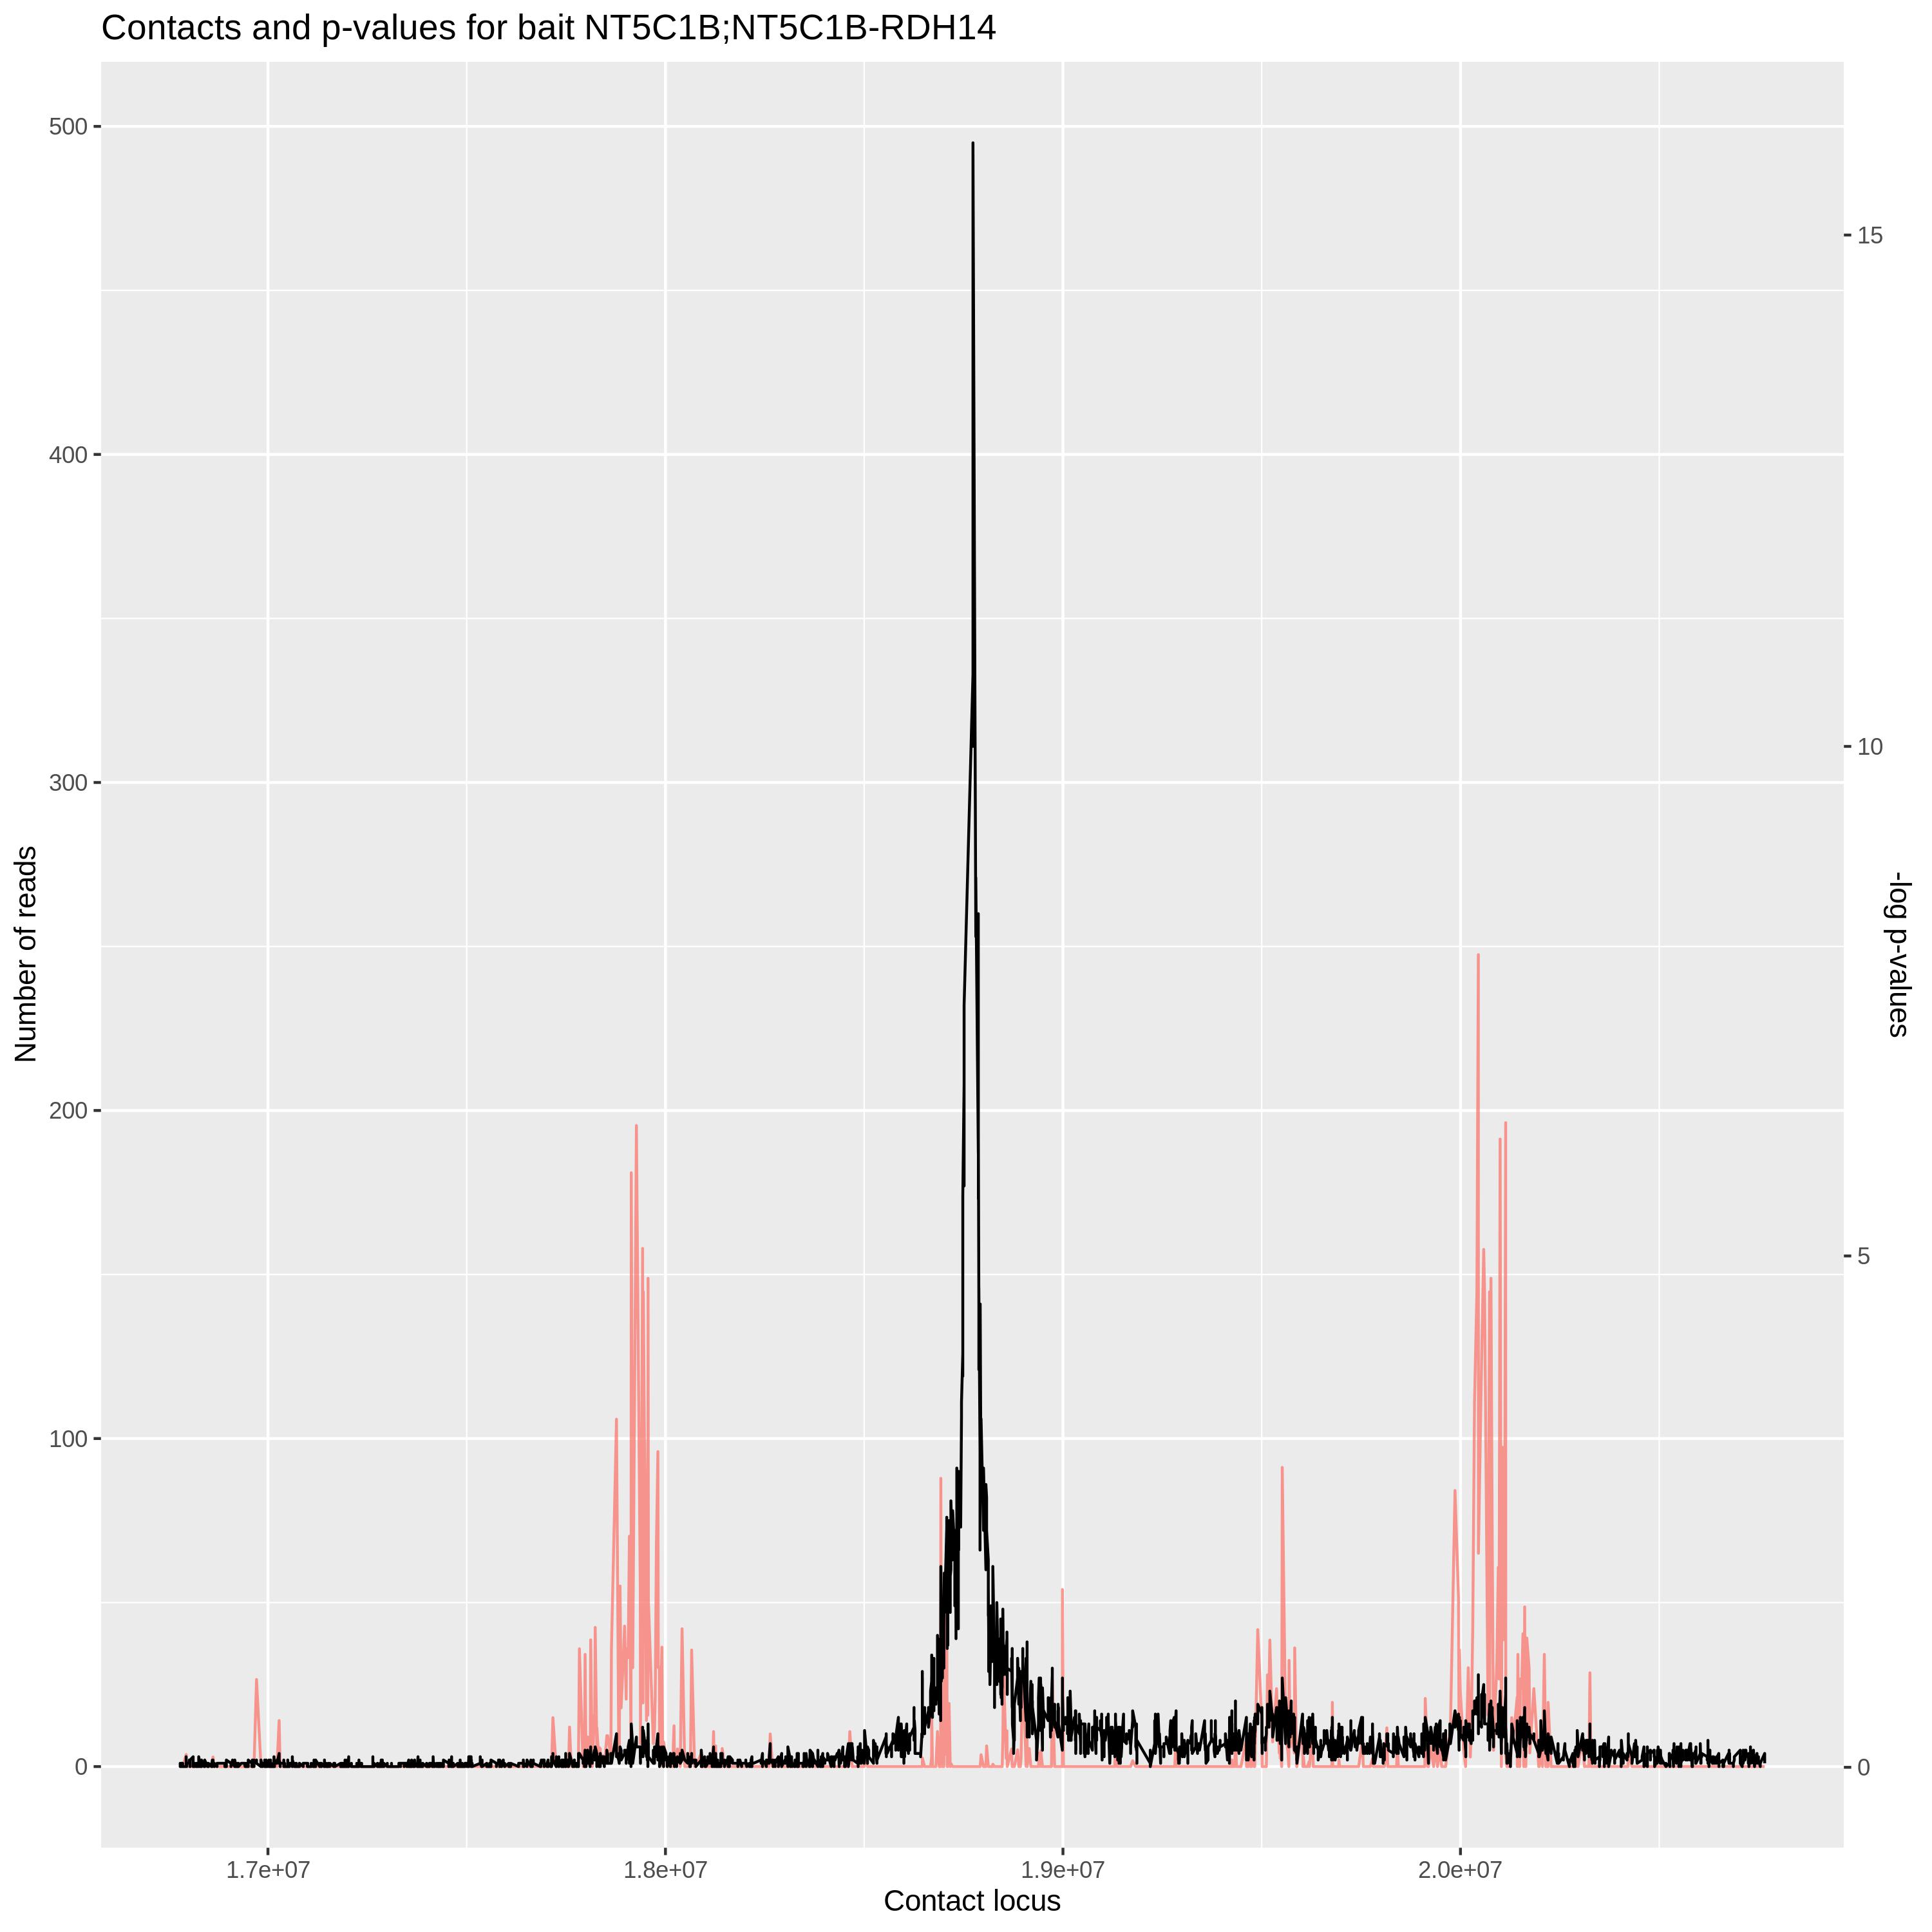 Contacts and p-values for bait NT5C1B;NT5C1B-RDH14
500
400
300
200
100
0
Number of reads
15
10
5
0
-log p-values
1.7e+07
1.8e+07
1.9e+07
2.0e+07
Contact locus